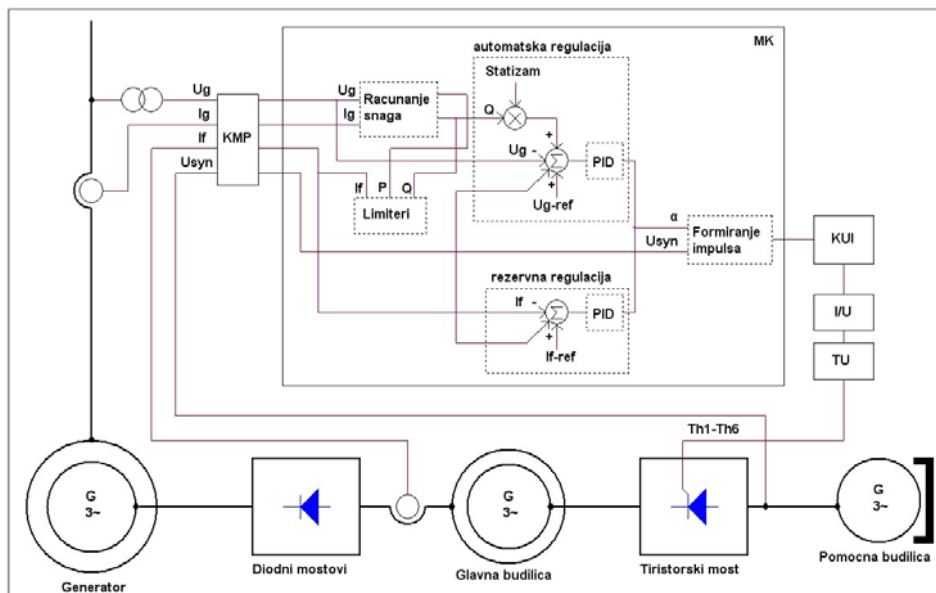 MK
automatska regulacija
Statizam
Ug
Ig
If
Usyn
KMP
Ug
Ig
Racunanje
snaga
Q
+
Ug -
Σ
+
+
Ug-ref
PID
If P Q
Limiteri
α
Usyn
Formiranje
impulsa
KUI
I/U
TU
rezervna regulacija
If -
Σ
+
+
If-ref
PID
Th1-Th6
G
3~
Generator
Diodni mostovi
G
3~
Glavna budilica
Tiristorski most
G
3~
Pomocna budilica